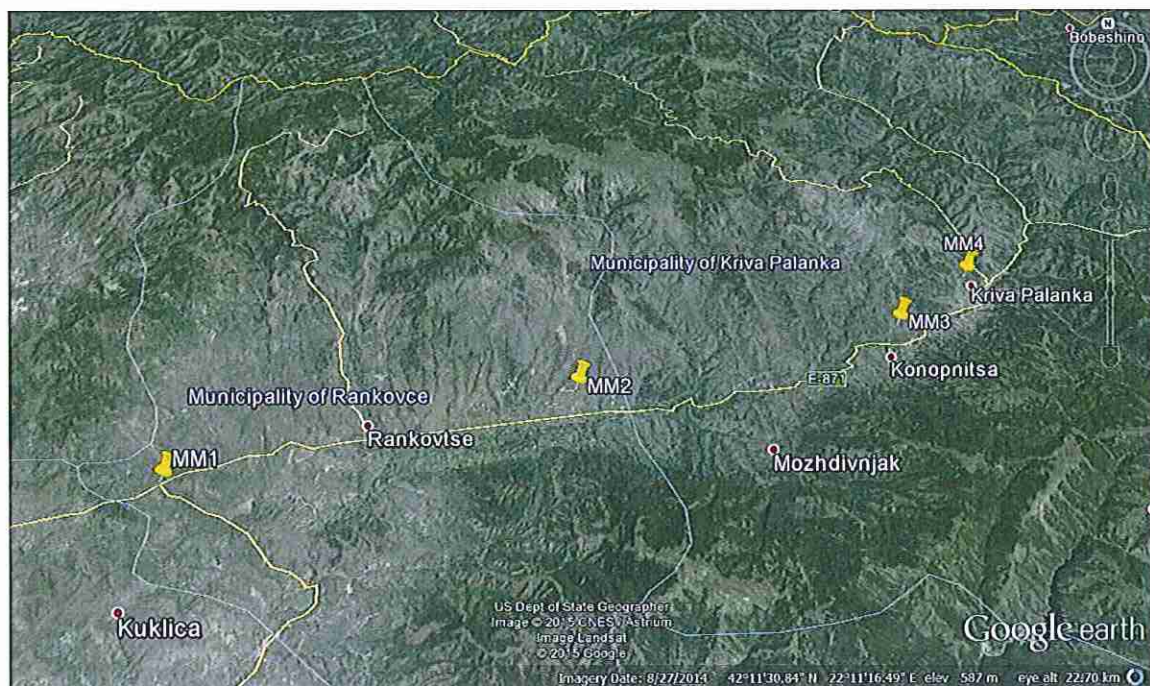 N
Bobeshino
MM4
Municipality of Kriva Palanka
Kriva Palanka
MM3
Konopnitsa
E-871
MM2
Municipality of Rankovce
Rankovtse
Mozhdivnjak
MM1
Kuklica
US Dept of State Geographer
Image © 2015 CNES / Astrium
Image Landsat
© 2015 Google
Google earth
Imagery Date: 8/27/2014 42°11'30.84" N 22°11'16.49" E elev 587 m eye alt 22.70 km